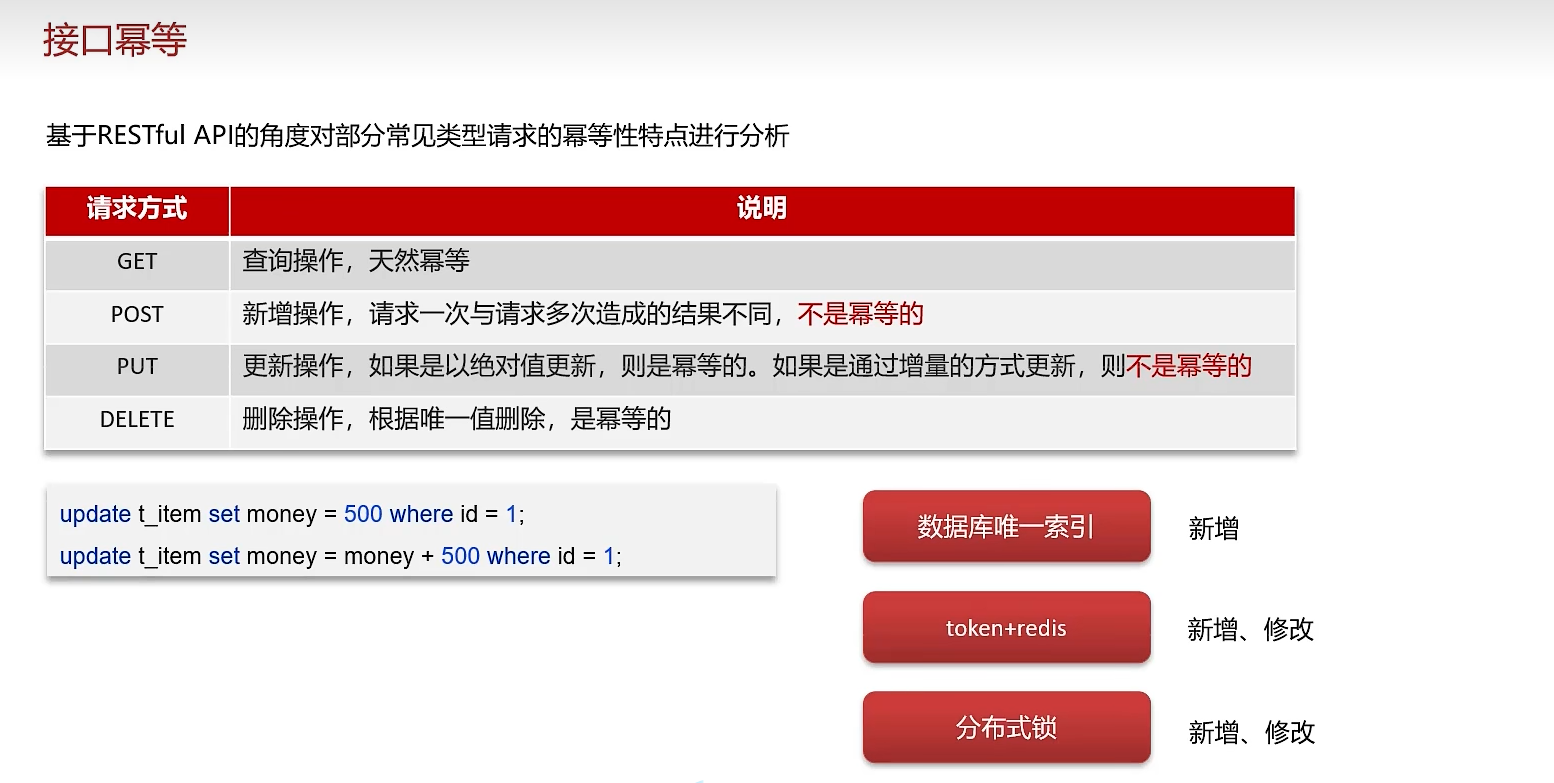 接口幂等
基于RESTful API的角度对部分常见类型请求的幂等性特点进行分析
请求方式 说明
GET 查询操作，天然幂等
POST 新增操作，请求一次与请求多次造成的结果不同，不是幂等的
PUT 更新操作，如果是以绝对值更新，则是幂等的。如果是通过增量的方式更新，则不是幂等的
DELETE 删除操作，根据唯一值删除，是幂等的
update t_item set money = 500 where id = 1;
update t_item set money = money + 500 where id = 1;
数据库唯一索引 新增
token+redis 新增、修改
分布式锁 新增、修改